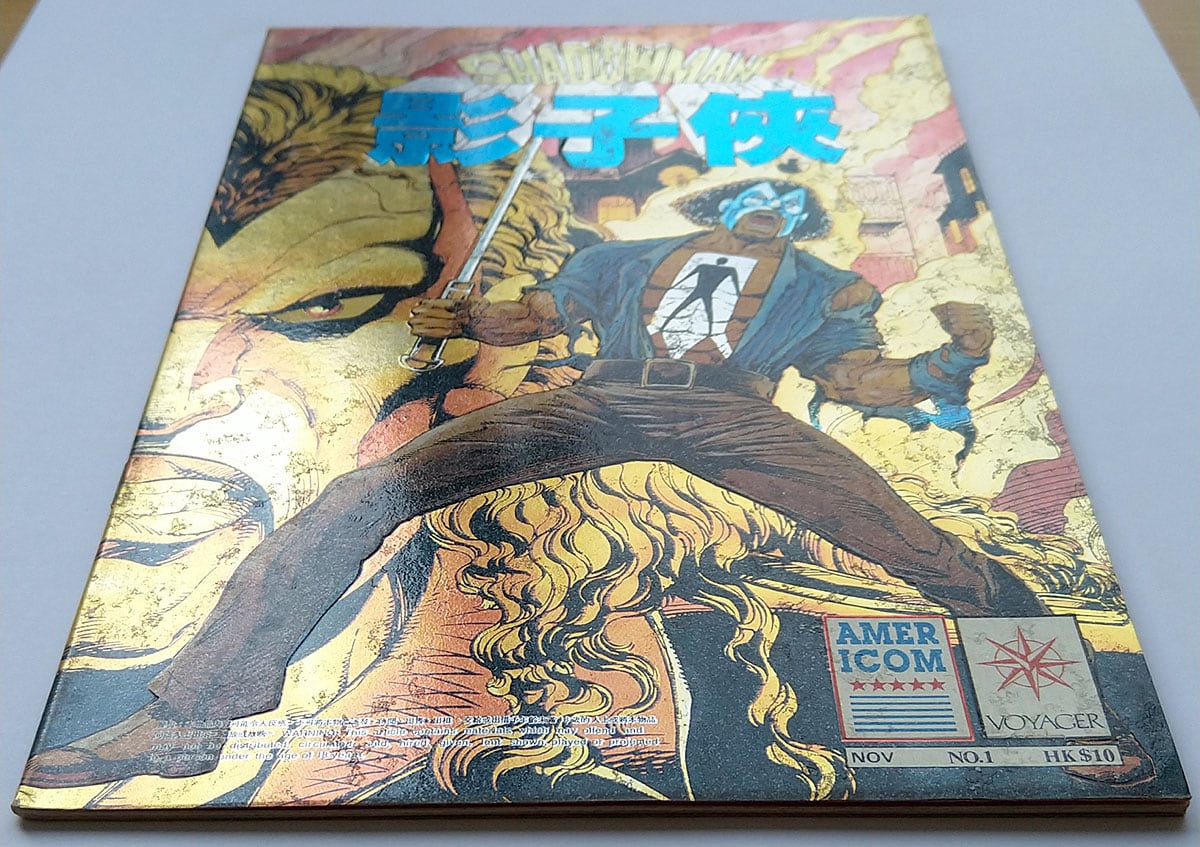 SHADOWMAN
影子俠
AMER
ICOM
VOYAGER
NOV NO.1 HK$10
WARNING: This article contains materials which may offend and
may not be distributed, circulated, sold, hired, given, lent, shown, played or projected
to a person under the age of 18 years.